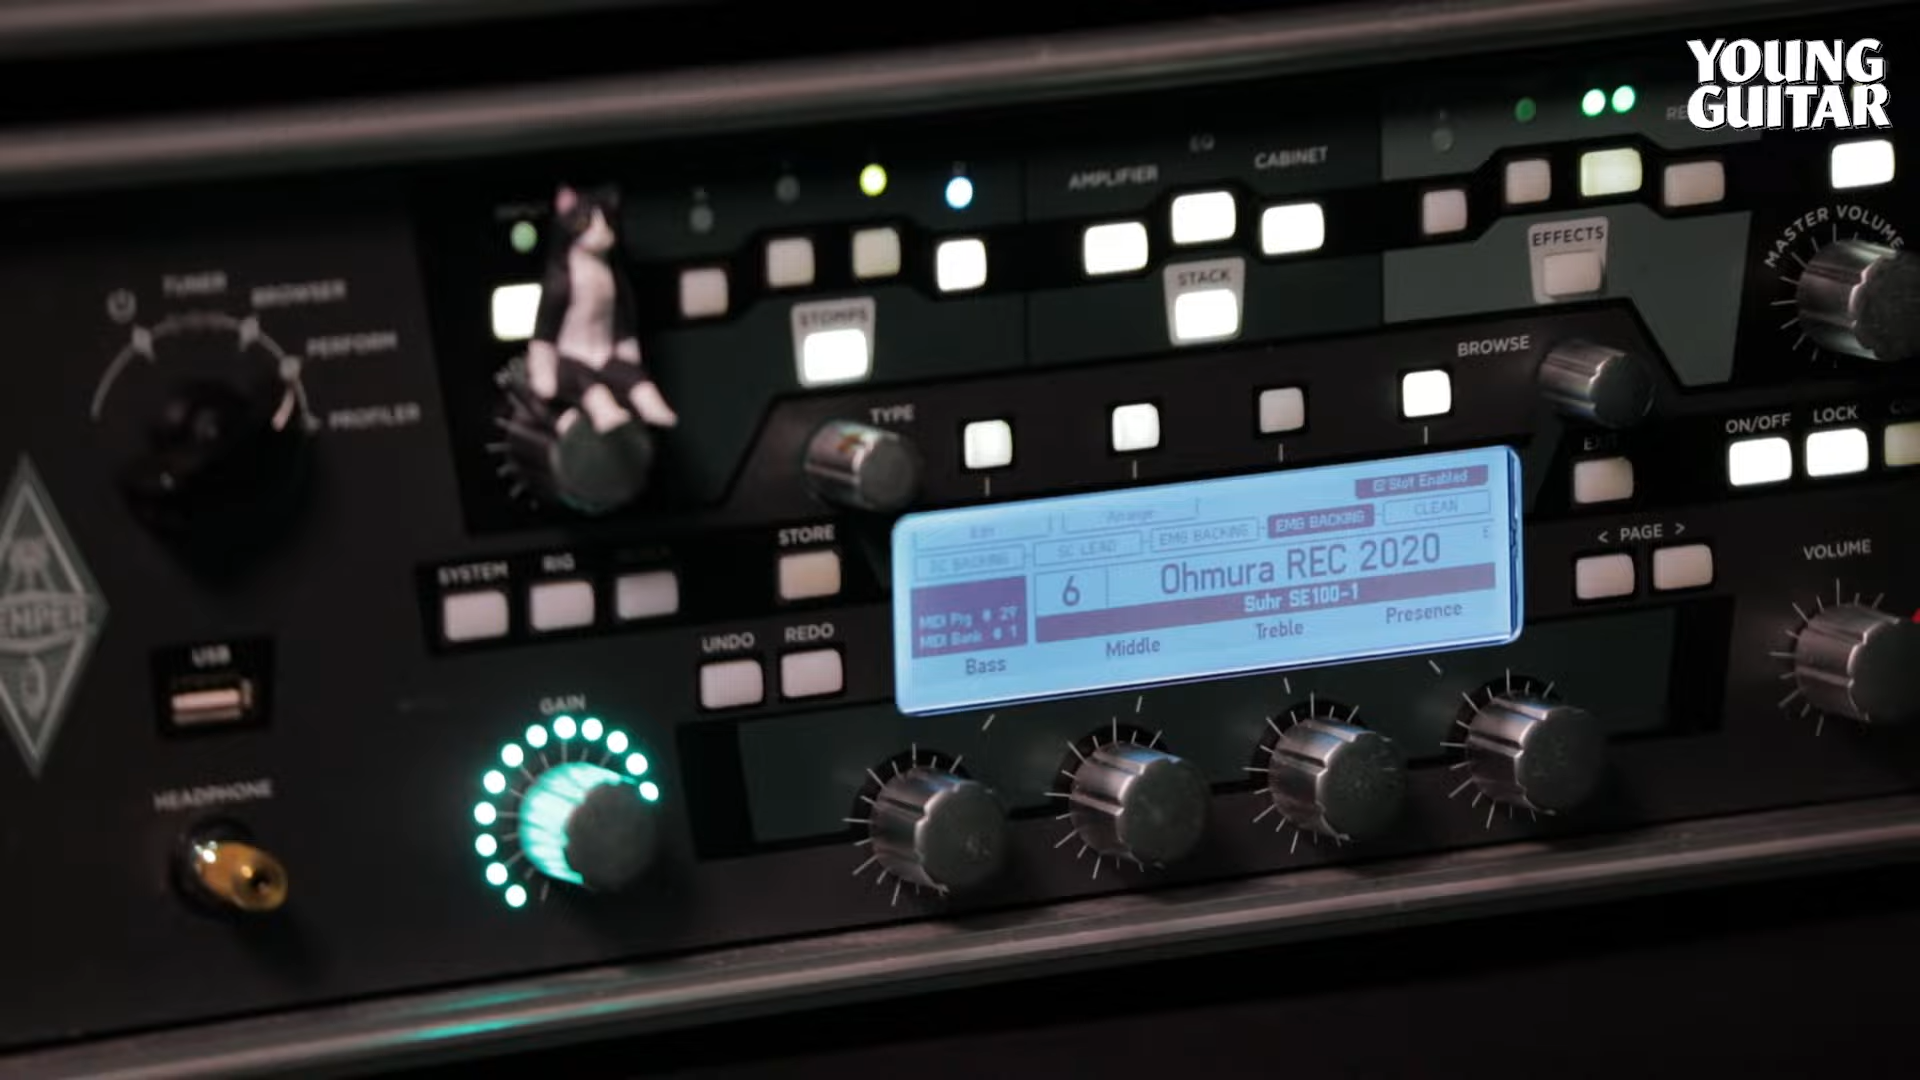 YOUNG
GUITAR
EQ
AMPLIFIER
CABINET
MASTER VOLUME
TUNER
BROWSER
PERFORM
PROFILER
STOMPS
STACK
EFFECTS
TYPE
BROWSE
EXIT
ON/OFF
LOCK
Slot Enabled
SC LEAD
EMG BACKING
EMG BACKING
CLEAN
6
Ohmura REC 2020
Suhr SE100-1
MIDI Prg # 29
MIDI Bank # 1
Bass
Middle
Treble
Presence
< PAGE >
VOLUME
STORE
SYSTEM
RIG
UNDO
REDO
USB
GAIN
HEADPHONE